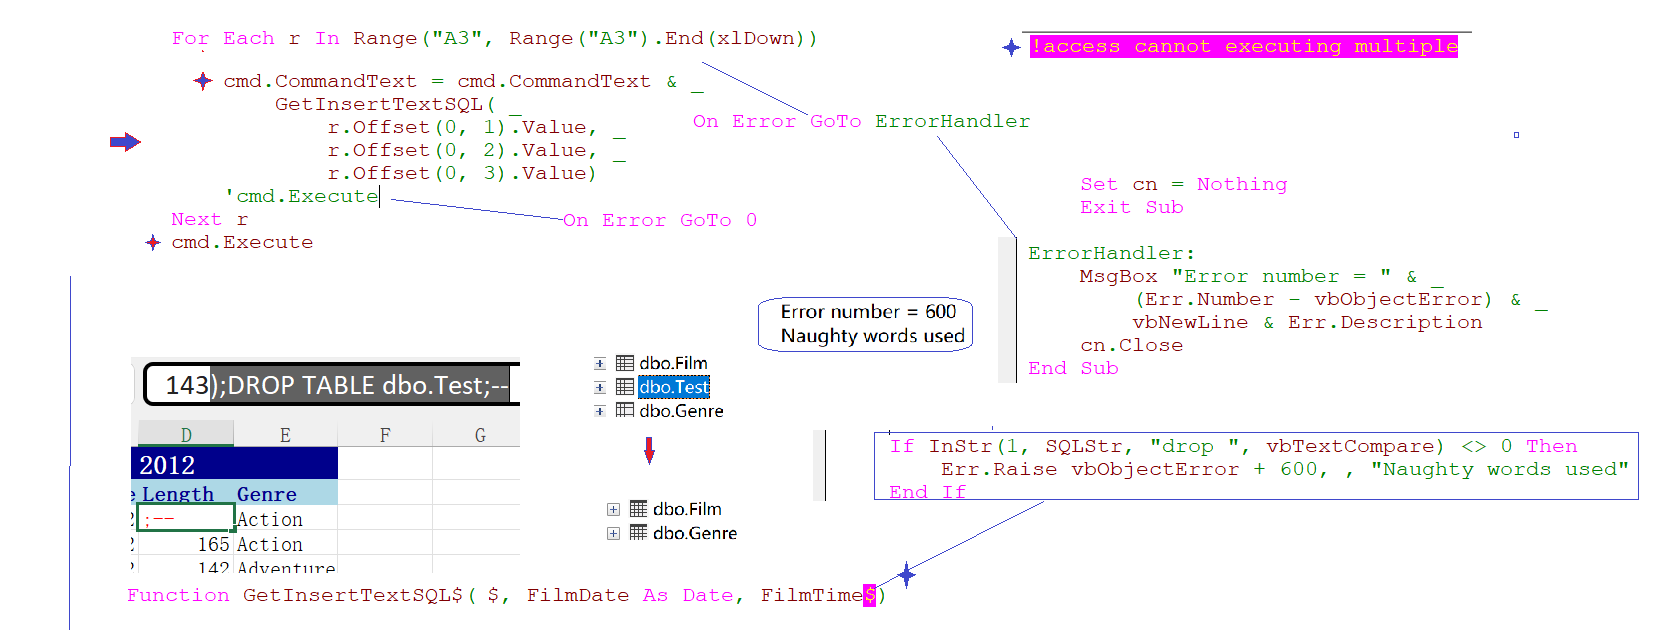 For Each r In Range("A3", Range("A3").End(xlDown))
cmd.CommandText = cmd.CommandText & _
GetInsertTextSQL( _
r.Offset(0, 1).Value, _
r.Offset(0, 2).Value, _
r.Offset(0, 3).Value)
'cmd.Execute
Next r
cmd.Execute
On Error GoTo ErrorHandler
On Error GoTo 0
!access cannot executing multiple
Set cn = Nothing
Exit Sub
ErrorHandler:
MsgBox "Error number = " & _
(Err.Number - vbObjectError) & _
vbNewLine & Err.Description
cn.Close
End Sub
Error number = 600
Naughty words used
143);DROP TABLE dbo.Test;--
D E F G
2012
e Length Genre
2 ;-- Action
2 165 Action
2 142 Adventure
dbo.Film
dbo.Test
dbo.Genre
dbo.Film
dbo.Genre
If InStr(1, SQLStr, "drop ", vbTextCompare) <> 0 Then
Err.Raise vbObjectError + 600, , "Naughty words used"
End If
Function GetInsertTextSQL$( $, FilmDate As Date, FilmTime$)